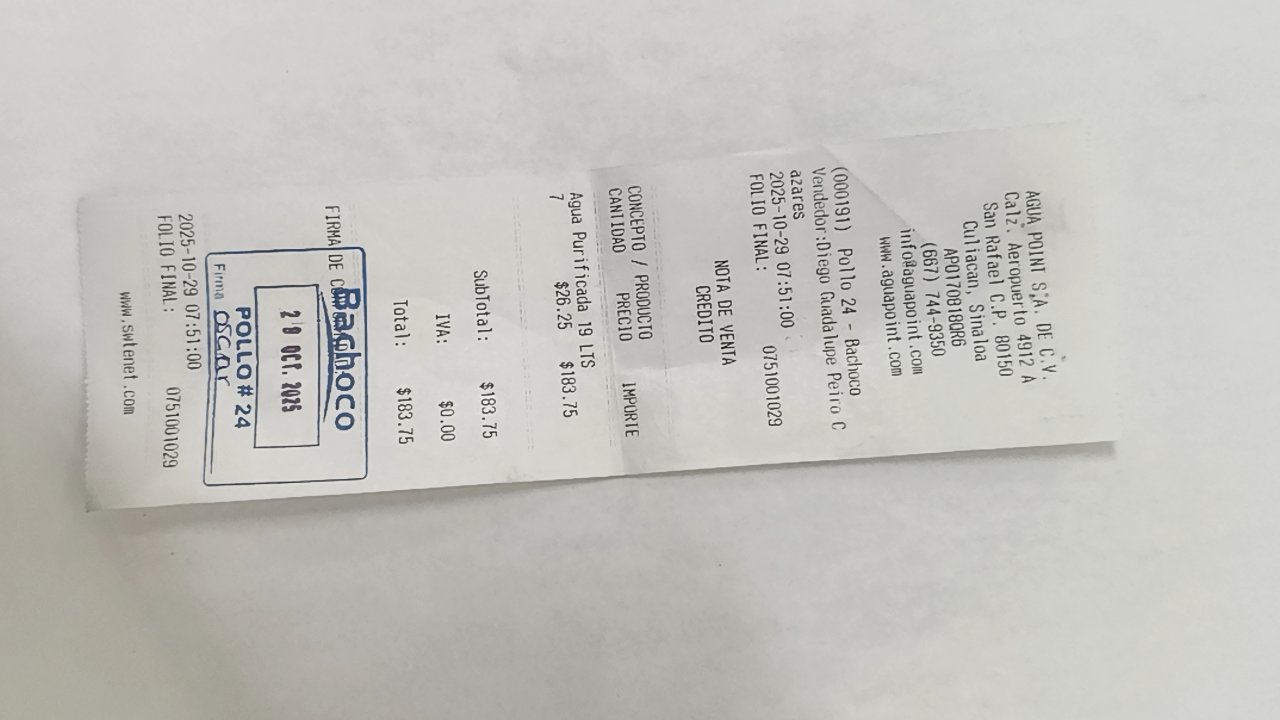 AGUA POINT S.A. DE C.V.
Calz. Aeropuerto 4912 A
San Rafael C.P. 80150
Culiacan, Sinaloa
APO170818QR6
(667) 744-9350
info@aguapoint.com
www.aguapoint.com
(000191) Pollo 24 - Bachoco
Vendedor:Diego Guadalupe Peiro C
azares
2025-10-29 07:51:00
FOLIO FINAL: 0751001029
NOTA DE VENTA
CREDITO
CONCEPTO / PRODUCTO
CANTIDAD PRECIO IMPORTE
Agua Purificada 19 LTS
7 $26.25 $183.75
SubTotal: $183.75
IVA: $0.00
Total: $183.75
FIRMA DE
Bachoco
29 OCT. 2025
POLLO # 24
Firma oscar
2025-10-29 07:51:00
FOLIO FINAL: 0751001029
www.swtenet.com